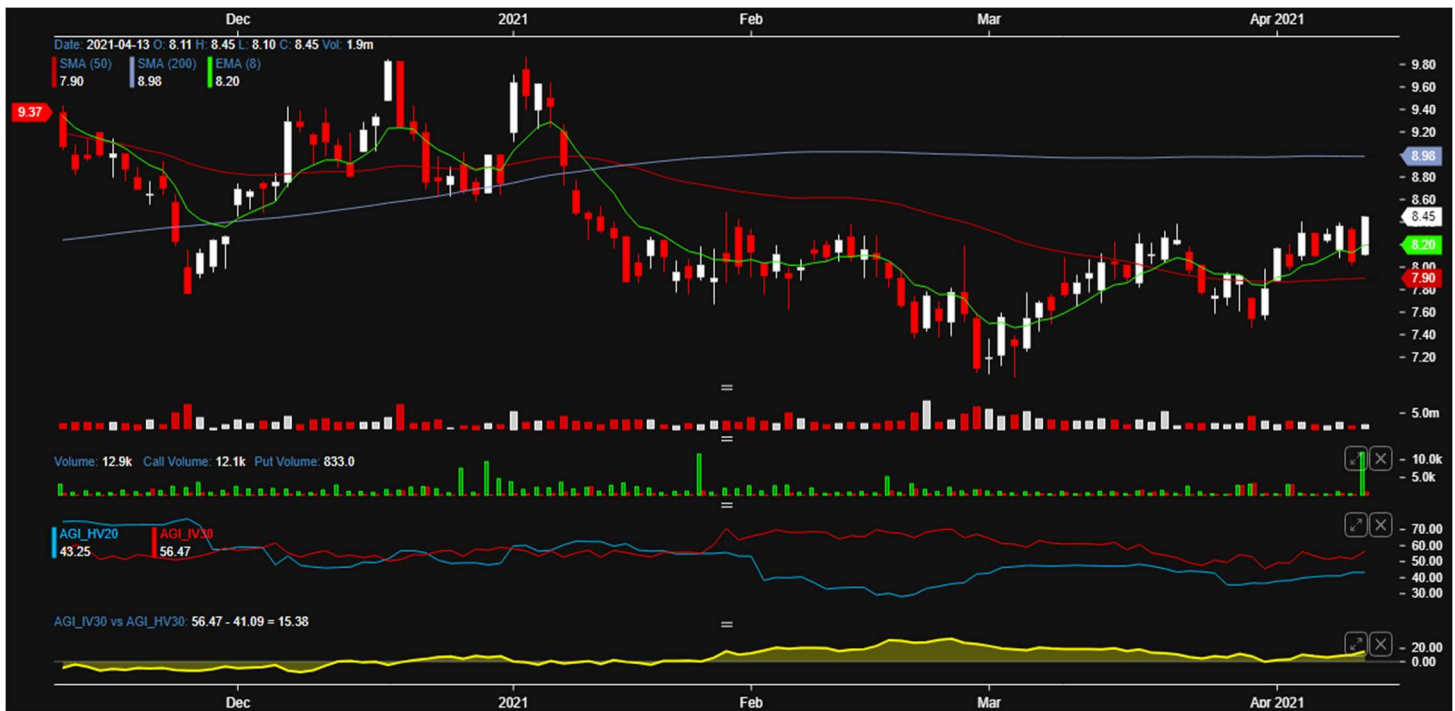 Dec 2021 Feb Mar Apr 2021
Date: 2021-04-13 O: 8.11 H: 8.45 L: 8.10 C: 8.45 Vol: 1.9m
SMA (50) SMA (200) EMA (8)
7.90 8.98 8.20
9.80
9.60
9.40
9.37
9.20
8.98
8.80
8.60
8.45
8.20
8.00
7.90
7.80
7.60
7.40
7.20
5.0m
Volume: 12.9k Call Volume: 12.1k Put Volume: 833.0
10.0k
5.0k
AGI_HV20 AGI_IV30
43.25 56.47
70.00
60.00
50.00
40.00
30.00
AGI_IV30 vs AGI_HV30: 56.47 - 41.09 = 15.38
20.00
0.00
Dec 2021 Feb Mar Apr 2021